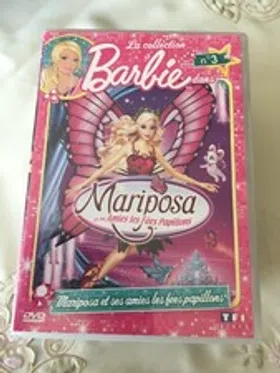 La collection
Barbie
dans
n°3
Mariposa
et ses Amies les fées Papillons
Mariposa et ses amies les fées papillons
DVD
TF1